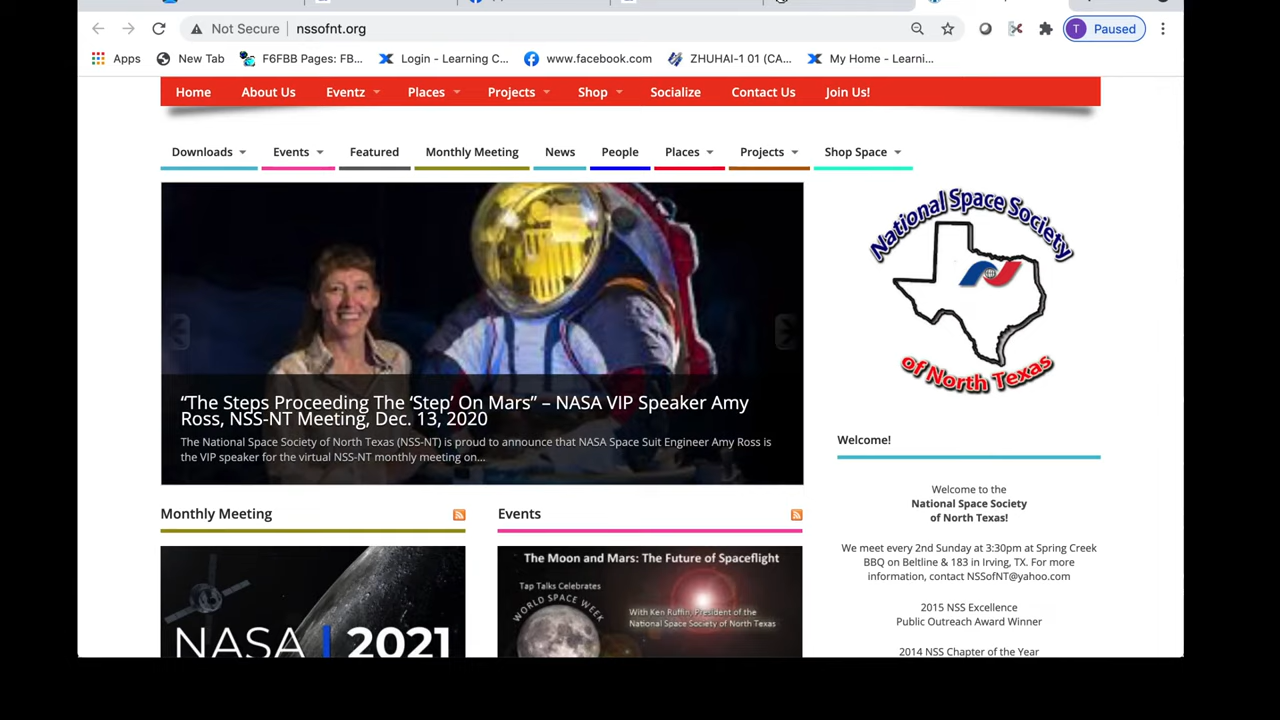 Not Secure nssofnt.org
T Paused
Apps New Tab F6FBB Pages: FB... Login - Learning C... www.facebook.com ZHUHAI-1 01 (CA... My Home - Learni...
Home About Us Eventz Places Projects Shop Socialize Contact Us Join Us!
Downloads Events Featured Monthly Meeting News People Places Projects Shop Space
National Space Society
of North Texas
“The Steps Proceeding The ‘Step’ On Mars” – NASA VIP Speaker Amy
Ross, NSS-NT Meeting, Dec. 13, 2020
The National Space Society of North Texas (NSS-NT) is proud to announce that NASA Space Suit Engineer Amy Ross is
the VIP speaker for the virtual NSS-NT monthly meeting on...
Welcome!
Welcome to the
National Space Society
of North Texas!
We meet every 2nd Sunday at 3:30pm at Spring Creek
BBQ on Beltline & 183 in Irving, TX. For more
information, contact NSSofNT@yahoo.com
2015 NSS Excellence
Public Outreach Award Winner
2014 NSS Chapter of the Year
Monthly Meeting
NASA | 2021
Events
The Moon and Mars: The Future of Spaceflight
Tap Talks Celebrates
WORLD SPACE WEEK
With Ken Ruffin, President of the
National Space Society of North Texas